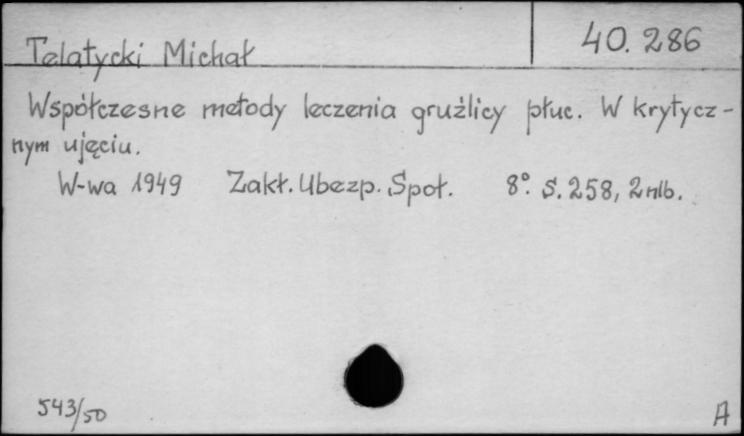 Telatycki Michał
40. 286
Współczesne metody leczenia gruźlicy płuc. W krytycz-
nym ujęciu.
W-wa 1949 Zakł. Ubezp. Społ. 8° S. 258, 2 nlb.
543/50
A